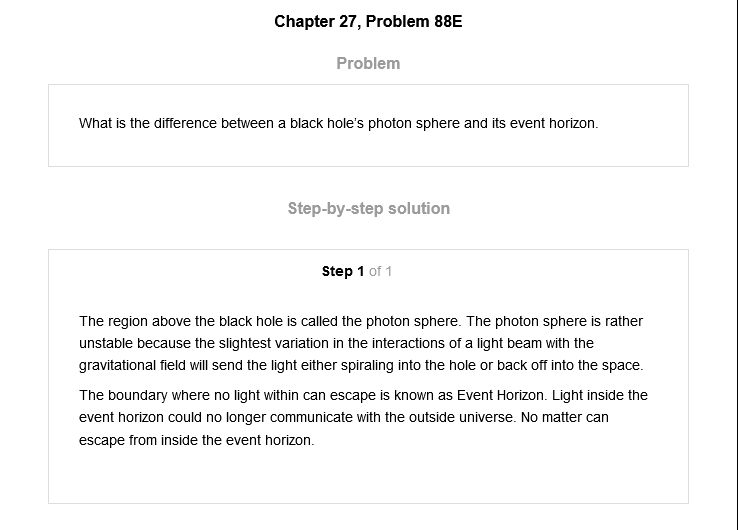 Chapter 27, Problem 88E
Problem
What is the difference between a black hole's photon sphere and its event horizon.
Step-by-step solution
Step 1 of 1
The region above the black hole is called the photon sphere. The photon sphere is rather
unstable because the slightest variation in the interactions of a light beam with the
gravitational field will send the light either spiraling into the hole or back off into the space.
The boundary where no light within can escape is known as Event Horizon. Light inside the
event horizon could no longer communicate with the outside universe. No matter can
escape from inside the event horizon.